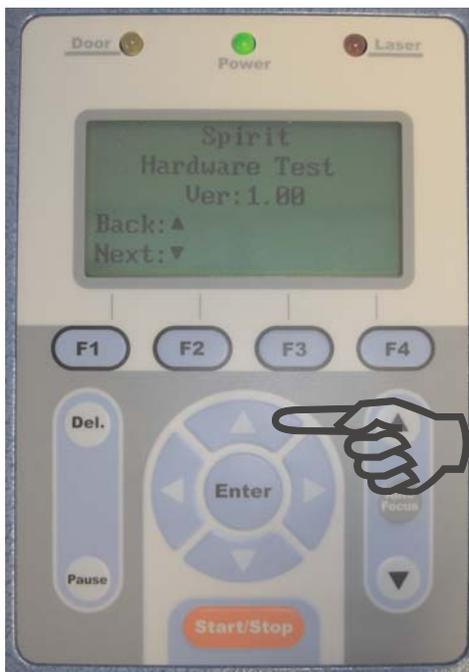 Door
Power
Laser
Spirit
Hardware Test
Ver:1.00
Back:▲
Next:▼
F1 F2 F3 F4
Del.
Enter
Focus
Pause
Start/Stop